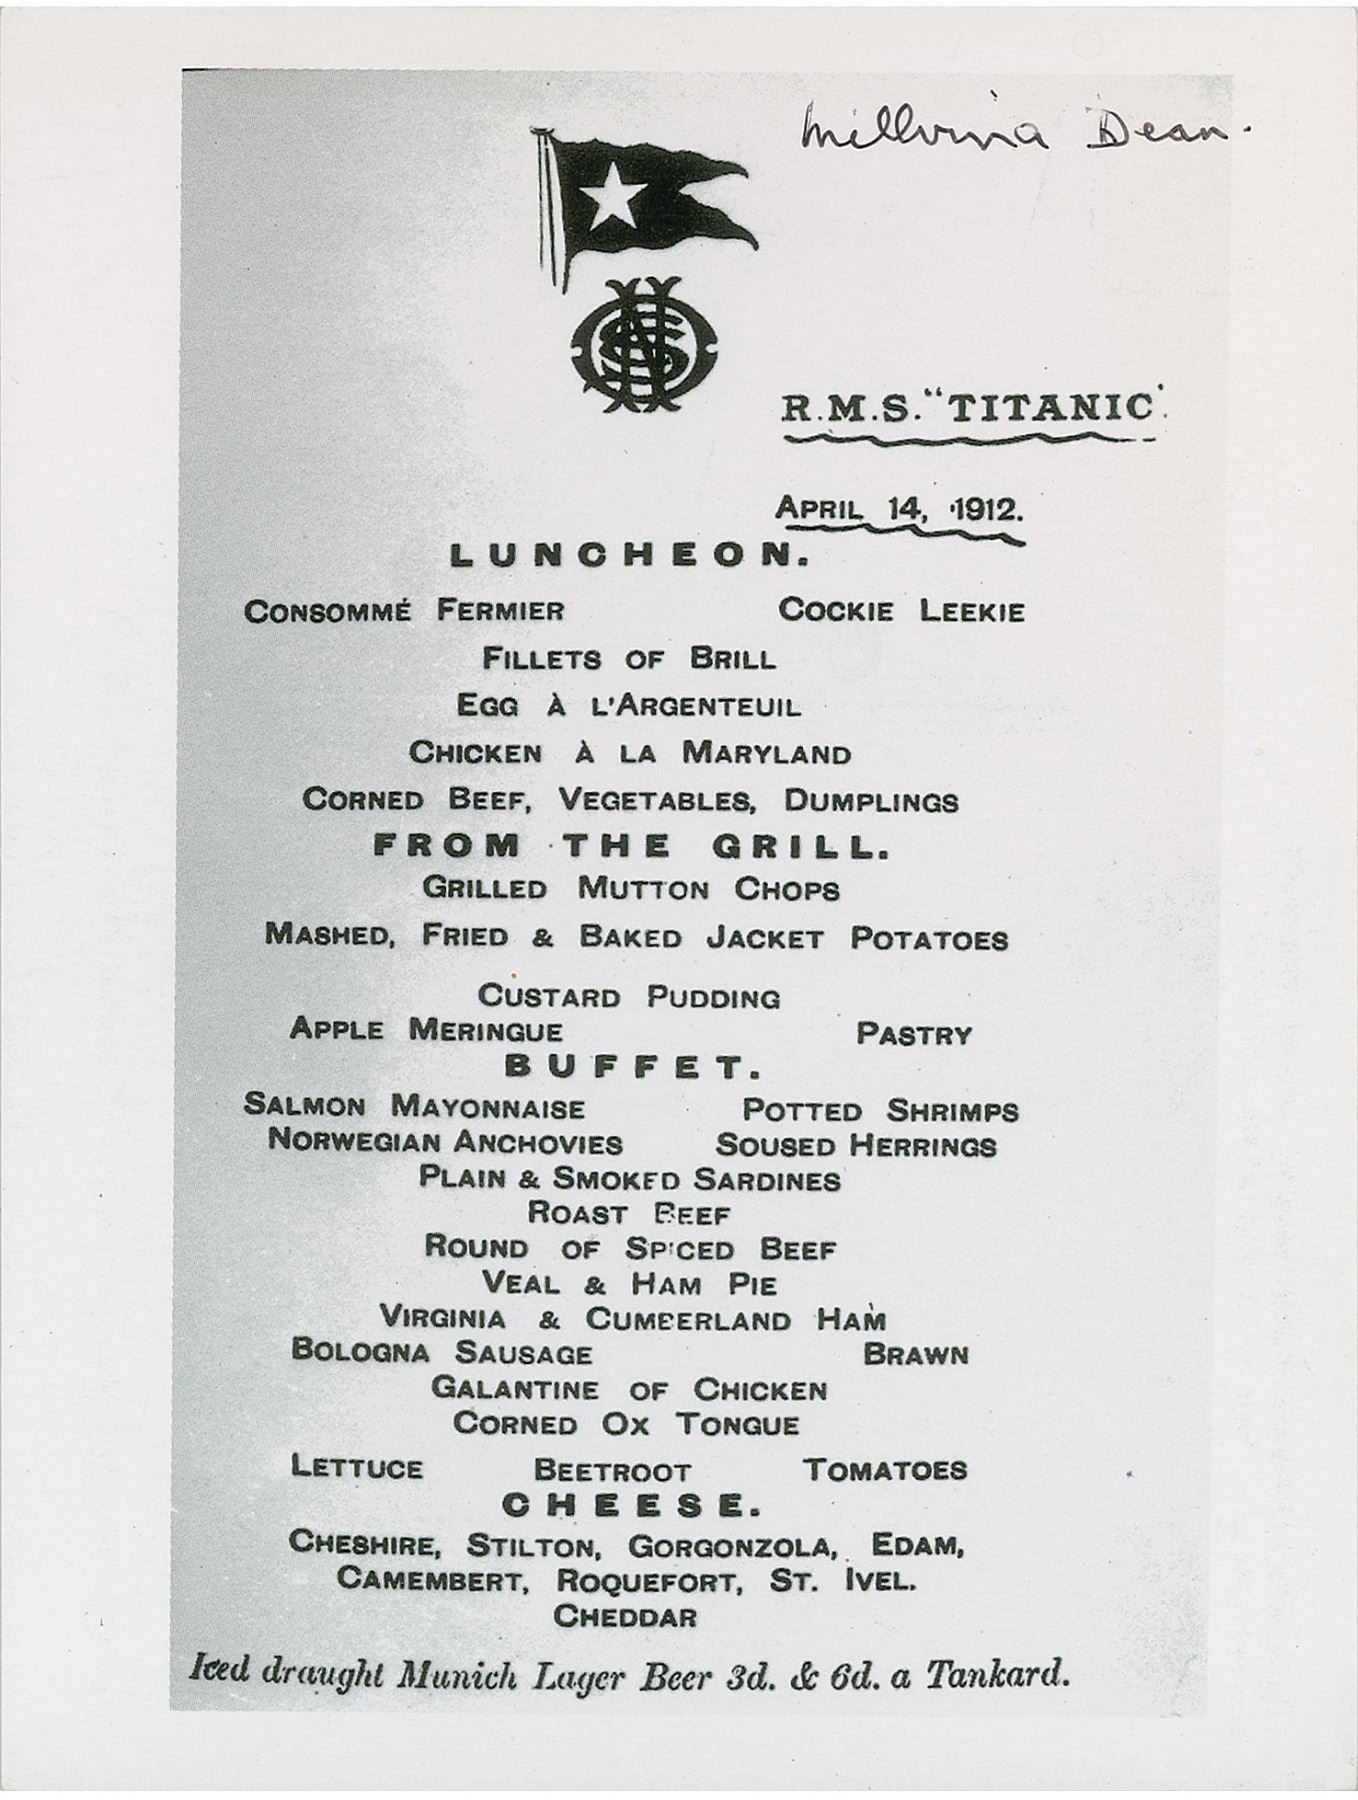 Millvina Dean.
OSNC
R.M.S. "TITANIC".
APRIL 14, 1912.
LUNCHEON.
CONSOMMÉ FERMIER COCKIE LEEKIE
FILLETS OF BRILL
EGG À L'ARGENTEUIL
CHICKEN À LA MARYLAND
CORNED BEEF, VEGETABLES, DUMPLINGS
FROM THE GRILL.
GRILLED MUTTON CHOPS
MASHED, FRIED & BAKED JACKET POTATOES
CUSTARD PUDDING
APPLE MERINGUE PASTRY
BUFFET.
SALMON MAYONNAISE POTTED SHRIMPS
NORWEGIAN ANCHOVIES SOUSED HERRINGS
PLAIN & SMOKED SARDINES
ROAST BEEF
ROUND OF SPICED BEEF
VEAL & HAM PIE
VIRGINIA & CUMBERLAND HAM
BOLOGNA SAUSAGE BRAWN
GALANTINE OF CHICKEN
CORNED OX TONGUE
LETTUCE BEETROOT TOMATOES
CHEESE.
CHESHIRE, STILTON, GORGONZOLA, EDAM,
CAMEMBERT, ROQUEFORT, ST. IVEL.
CHEDDAR
Iced draught Munich Lager Beer 3d. & 6d. a Tankard.